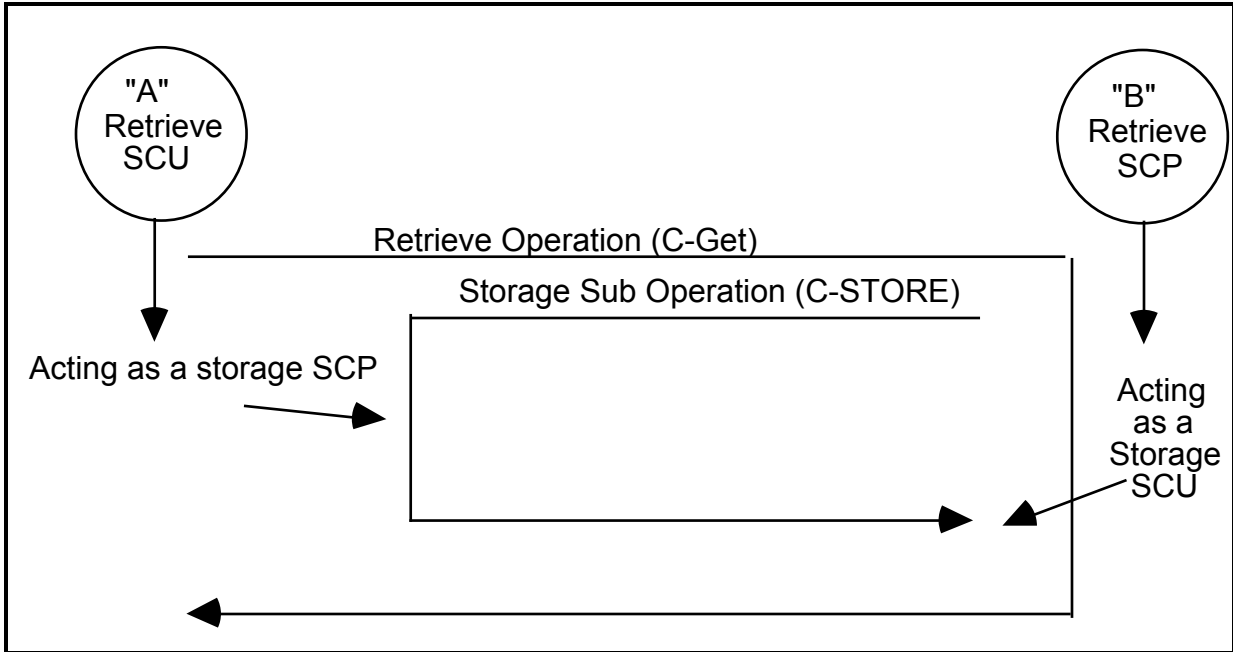 "A"
Retrieve
SCU
"B"
Retrieve
SCP
Retrieve Operation (C-Get)
Storage Sub Operation (C-STORE)
Acting as a storage SCP
Acting
as a
Storage
SCU